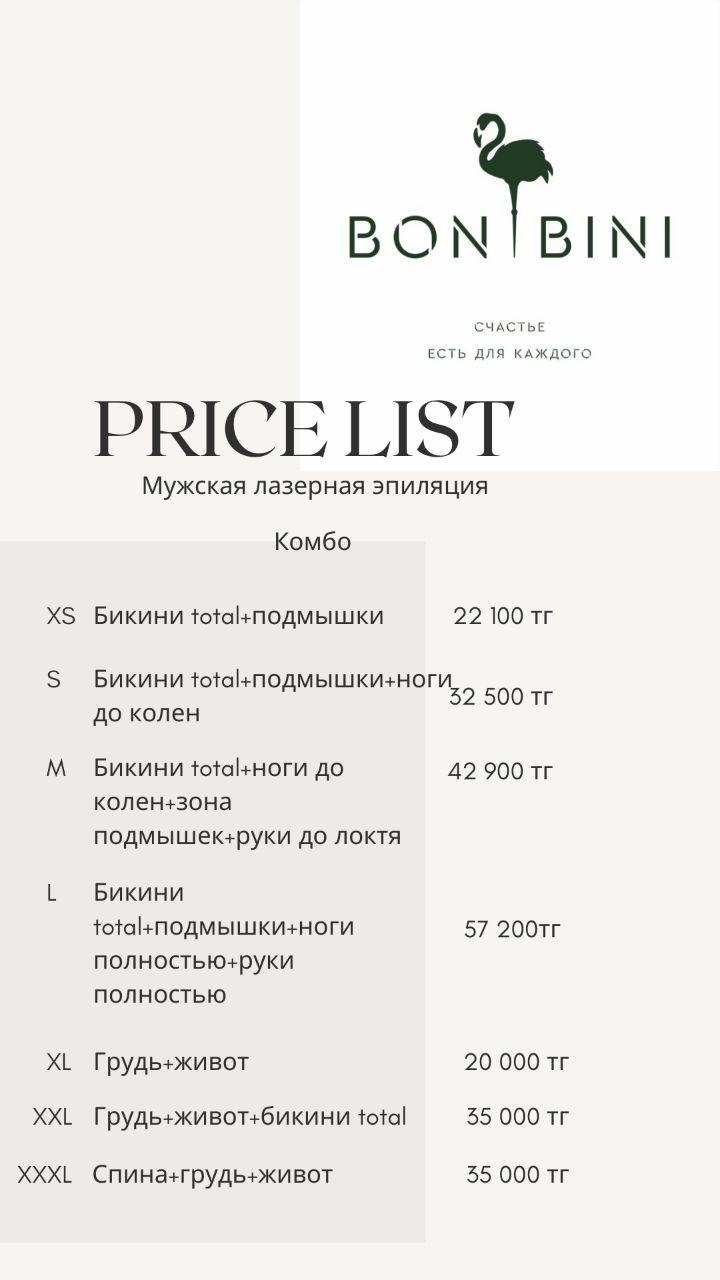 BON BINI
СЧАСТЬЕ
ЕСТЬ ДЛЯ КАЖДОГО
PRICE LIST
Мужская лазерная эпиляция
Комбо
XS Бикини total+подмышки 22 100 тг
S Бикини total+подмышки+ноги
до колен 32 500 тг
M Бикини total+ноги до 42 900 тг
колен+зона
подмышек+руки до локтя
L Бикини
total+подмышки+ноги 57 200тг
полностью+руки
полностью
XL Грудь+живот 20 000 тг
XXL Грудь+живот+бикини total 35 000 тг
XXXL Спина+грудь+живот 35 000 тг